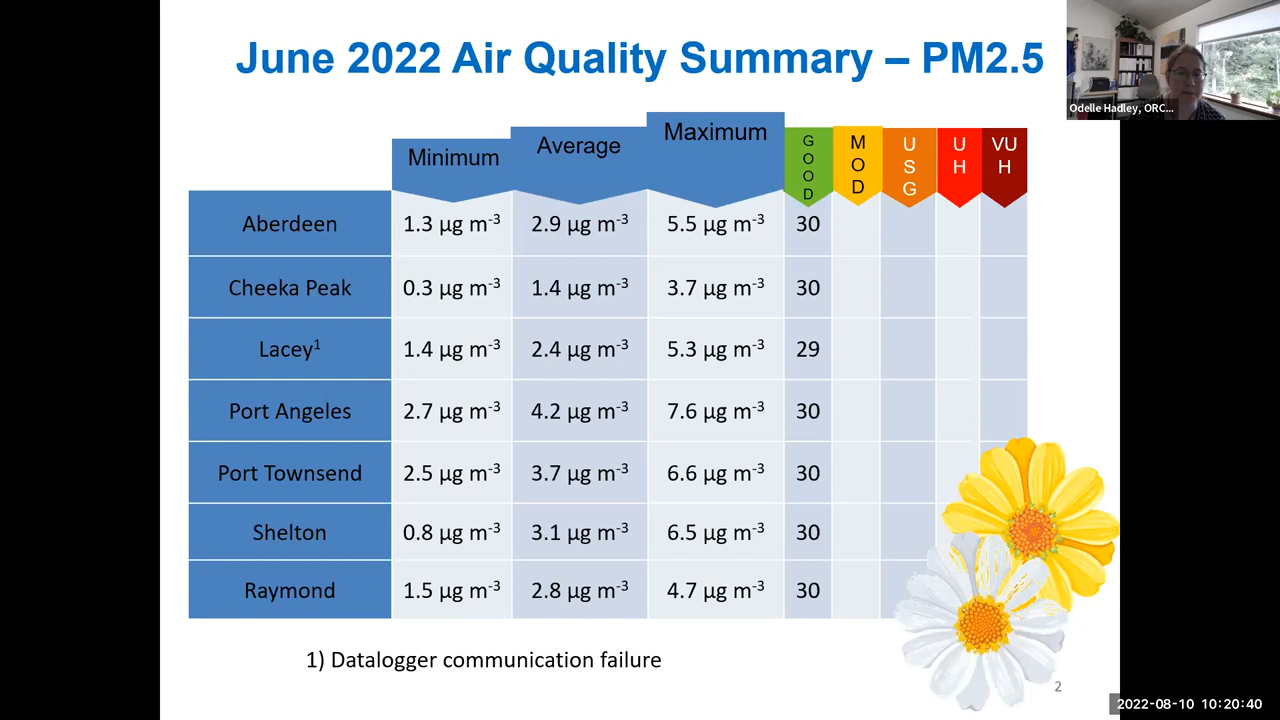 June 2022 Air Quality Summary – PM2.5
Odelle Hadley, ORC...
Minimum Average Maximum GOOD MOD USG UH VUH
Aberdeen 1.3 µg m-3 2.9 µg m-3 5.5 µg m-3 30
Cheeka Peak 0.3 µg m-3 1.4 µg m-3 3.7 µg m-3 30
Lacey1 1.4 µg m-3 2.4 µg m-3 5.3 µg m-3 29
Port Angeles 2.7 µg m-3 4.2 µg m-3 7.6 µg m-3 30
Port Townsend 2.5 µg m-3 3.7 µg m-3 6.6 µg m-3 30
Shelton 0.8 µg m-3 3.1 µg m-3 6.5 µg m-3 30
Raymond 1.5 µg m-3 2.8 µg m-3 4.7 µg m-3 30
1) Datalogger communication failure
2
2022-08-10 10:20:40